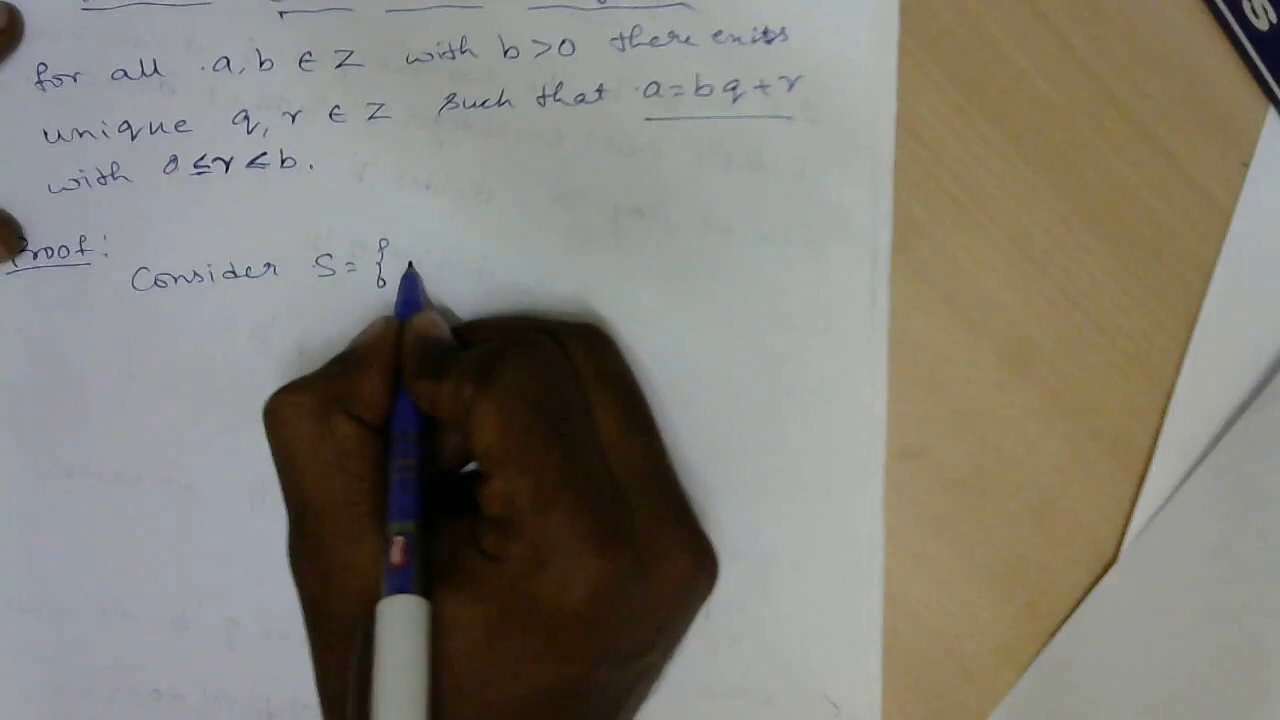 for all a, b ∈ Z with b > 0 there exists
unique q, r ∈ Z such that a = bq + r
with 0 ≤ r < b.
Proof:
Consider S = {
S